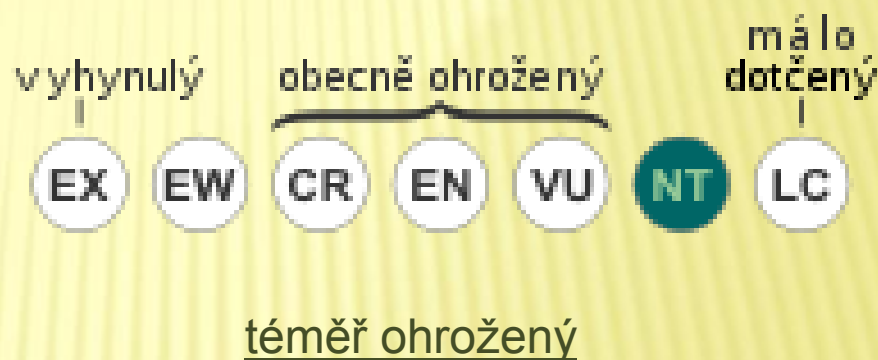 málo
vyhynulý obecně ohrožený dotčený
EX EW CR EN VU NT LC
téměř ohrožený